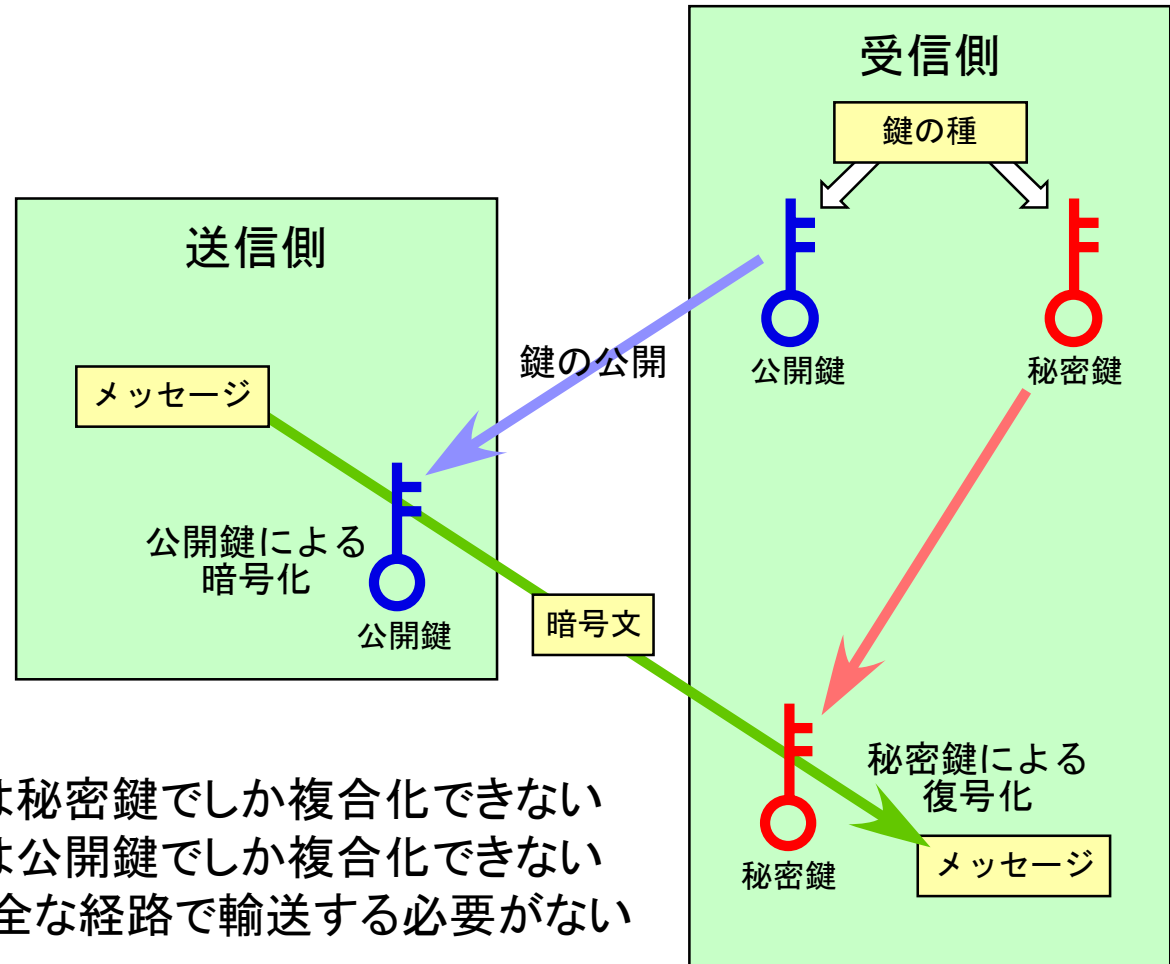 受信側
鍵の種
公開鍵
秘密鍵
送信側
鍵の公開
メッセージ
公開鍵による
暗号化
公開鍵
暗号文
秘密鍵による
復号化
秘密鍵
メッセージ
は秘密鍵でしか複合化できない
は公開鍵でしか複合化できない
全な経路で輸送する必要がない